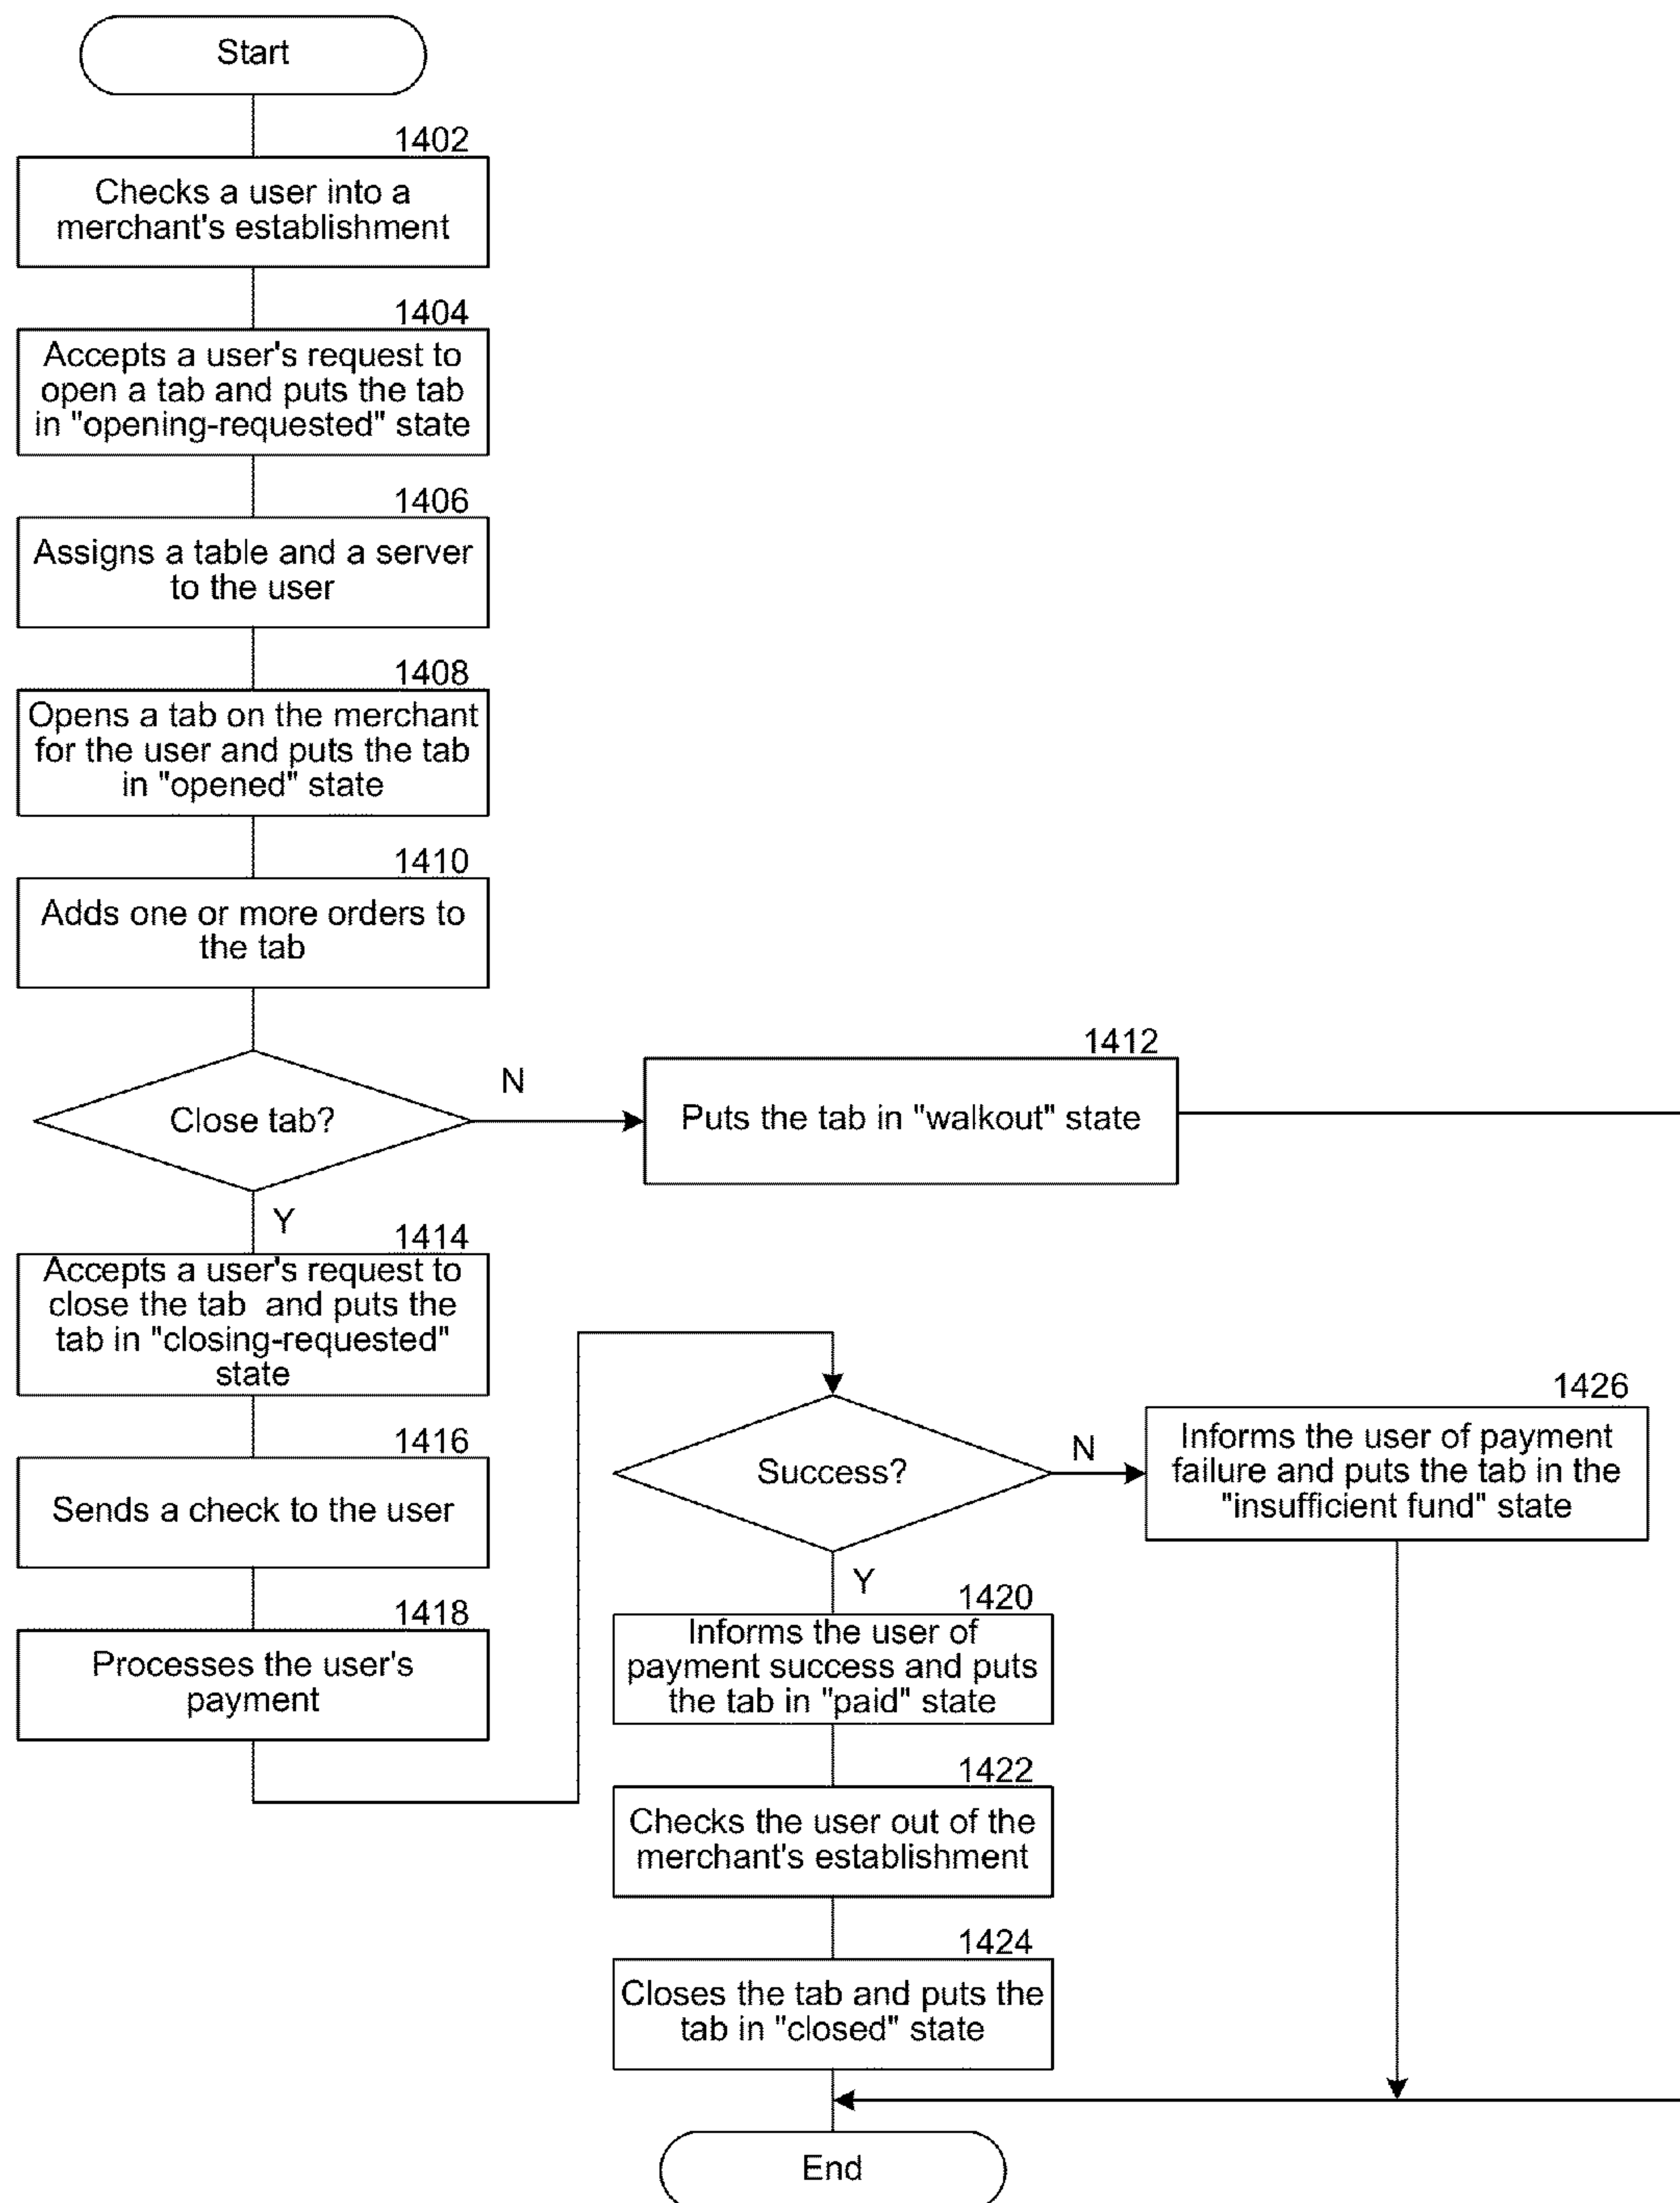 Start
1402
Checks a user into a
merchant's establishment
1404
Accepts a user's request to
open a tab and puts the tab
in "opening-requested" state
1406
Assigns a table and a server
to the user
1408
Opens a tab on the merchant
for the user and puts the tab
in "opened" state
1410
Adds one or more orders to
the tab
Close tab?
N
1412
Puts the tab in "walkout" state
Y
1414
Accepts a user's request to
close the tab and puts the
tab in "closing-requested"
state
1416
Sends a check to the user
1418
Processes the user's
payment
Success?
N
1426
Informs the user of payment
failure and puts the tab in the
"insufficient fund" state
Y
1420
Informs the user of
payment success and puts
the tab in "paid" state
1422
Checks the user out of the
merchant's establishment
1424
Closes the tab and puts the
tab in "closed" state
End